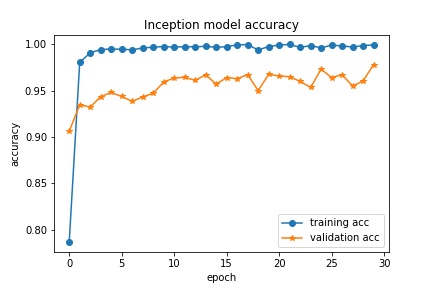 Inception model accuracy
accuracy
1.00
0.95
0.90
0.85
0.80
training acc
validation acc
0 5 10 15 20 25 30
epoch